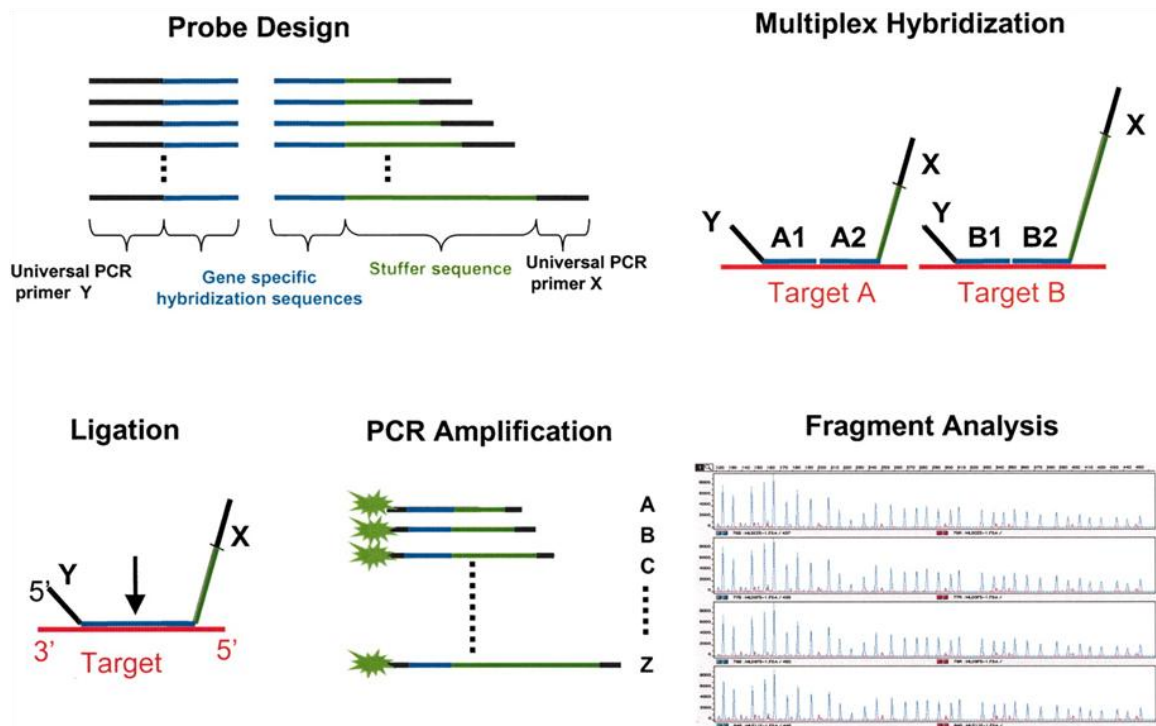 Probe Design
Universal PCR
primer Y
Gene specific
hybridization sequences
Stuffer sequence
Universal PCR
primer X
Multiplex Hybridization
Y
A1
A2
X
Target A
Y
B1
B2
X
Target B
Ligation
5’
Y
X
3’
Target
5’
PCR Amplification
A
B
C
Z
Fragment Analysis